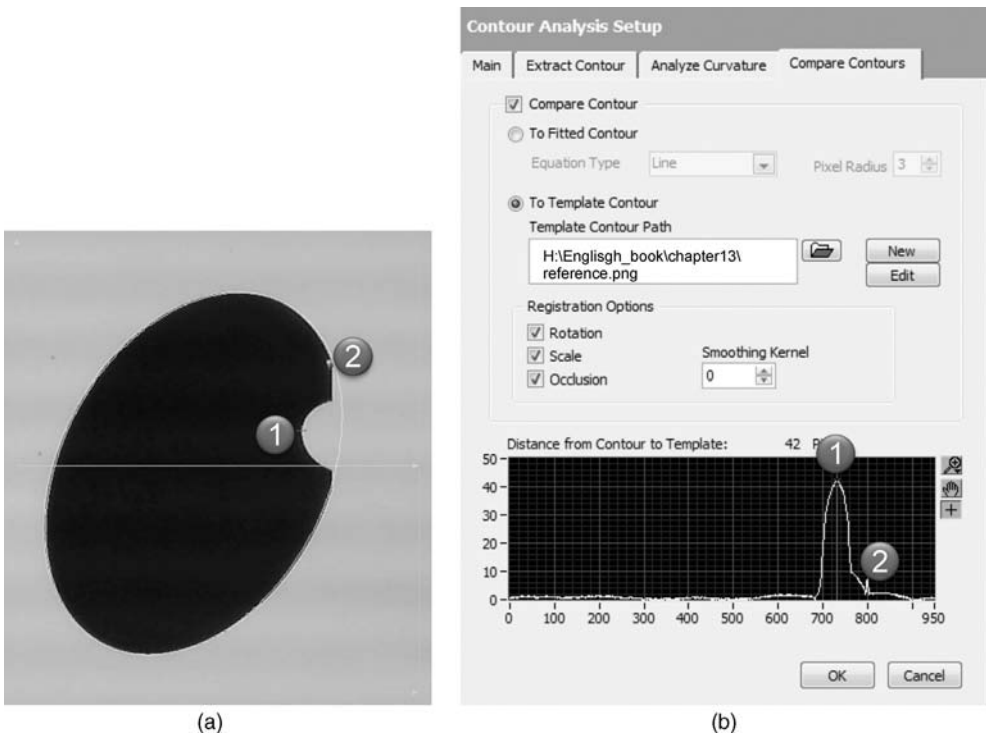 2
1
(a)
Contour Analysis Setup
Main Extract Contour Analyze Curvature Compare Contours
Compare Contour
To Fitted Contour
Equation Type Line Pixel Radius 3
To Template Contour
Template Contour Path
H:\Englisgh_book\chapter13\
reference.png
New
Edit
Registration Options
Rotation
Scale
Occlusion
Smoothing Kernel
0
Distance from Contour to Template: 42
1
2
50
40
30
20
10
0
0 100 200 300 400 500 600 700 800 950
OK Cancel
(b)